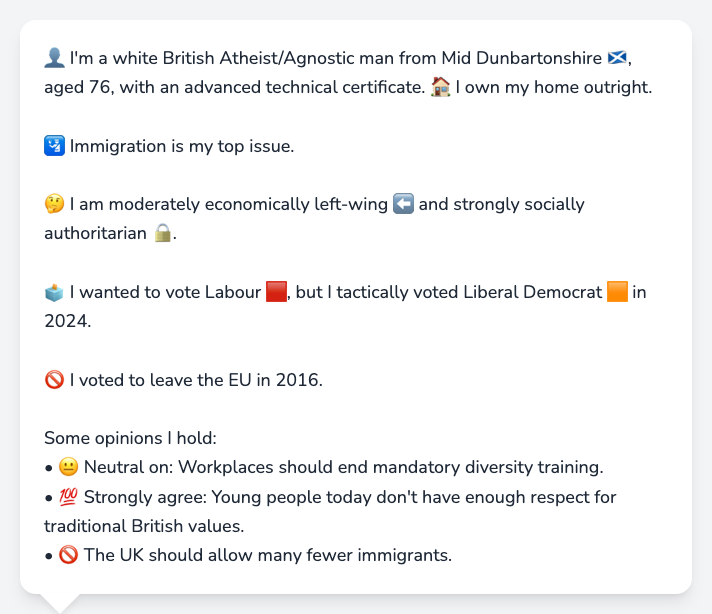 👤 I'm a white British Atheist/Agnostic man from Mid Dunbartonshire 🏴󠁧󠁢󠁳󠁣󠁴󠁿,
aged 76, with an advanced technical certificate. 🏠 I own my home outright.
🛂 Immigration is my top issue.
🤔 I am moderately economically left-wing ⬅️ and strongly socially
authoritarian 🔒.
🗳️ I wanted to vote Labour 🟥, but I tactically voted Liberal Democrat 🟧 in
2024.
🚫 I voted to leave the EU in 2016.
Some opinions I hold:
• 😐 Neutral on: Workplaces should end mandatory diversity training.
• 💯 Strongly agree: Young people today don't have enough respect for
traditional British values.
• 🚫 The UK should allow many fewer immigrants.